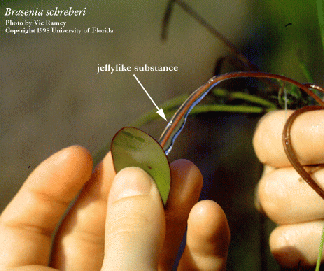 Brasenia schreberi
Photo by Vic Ramey
Copyright 1998 University of Florida
jellylike substance